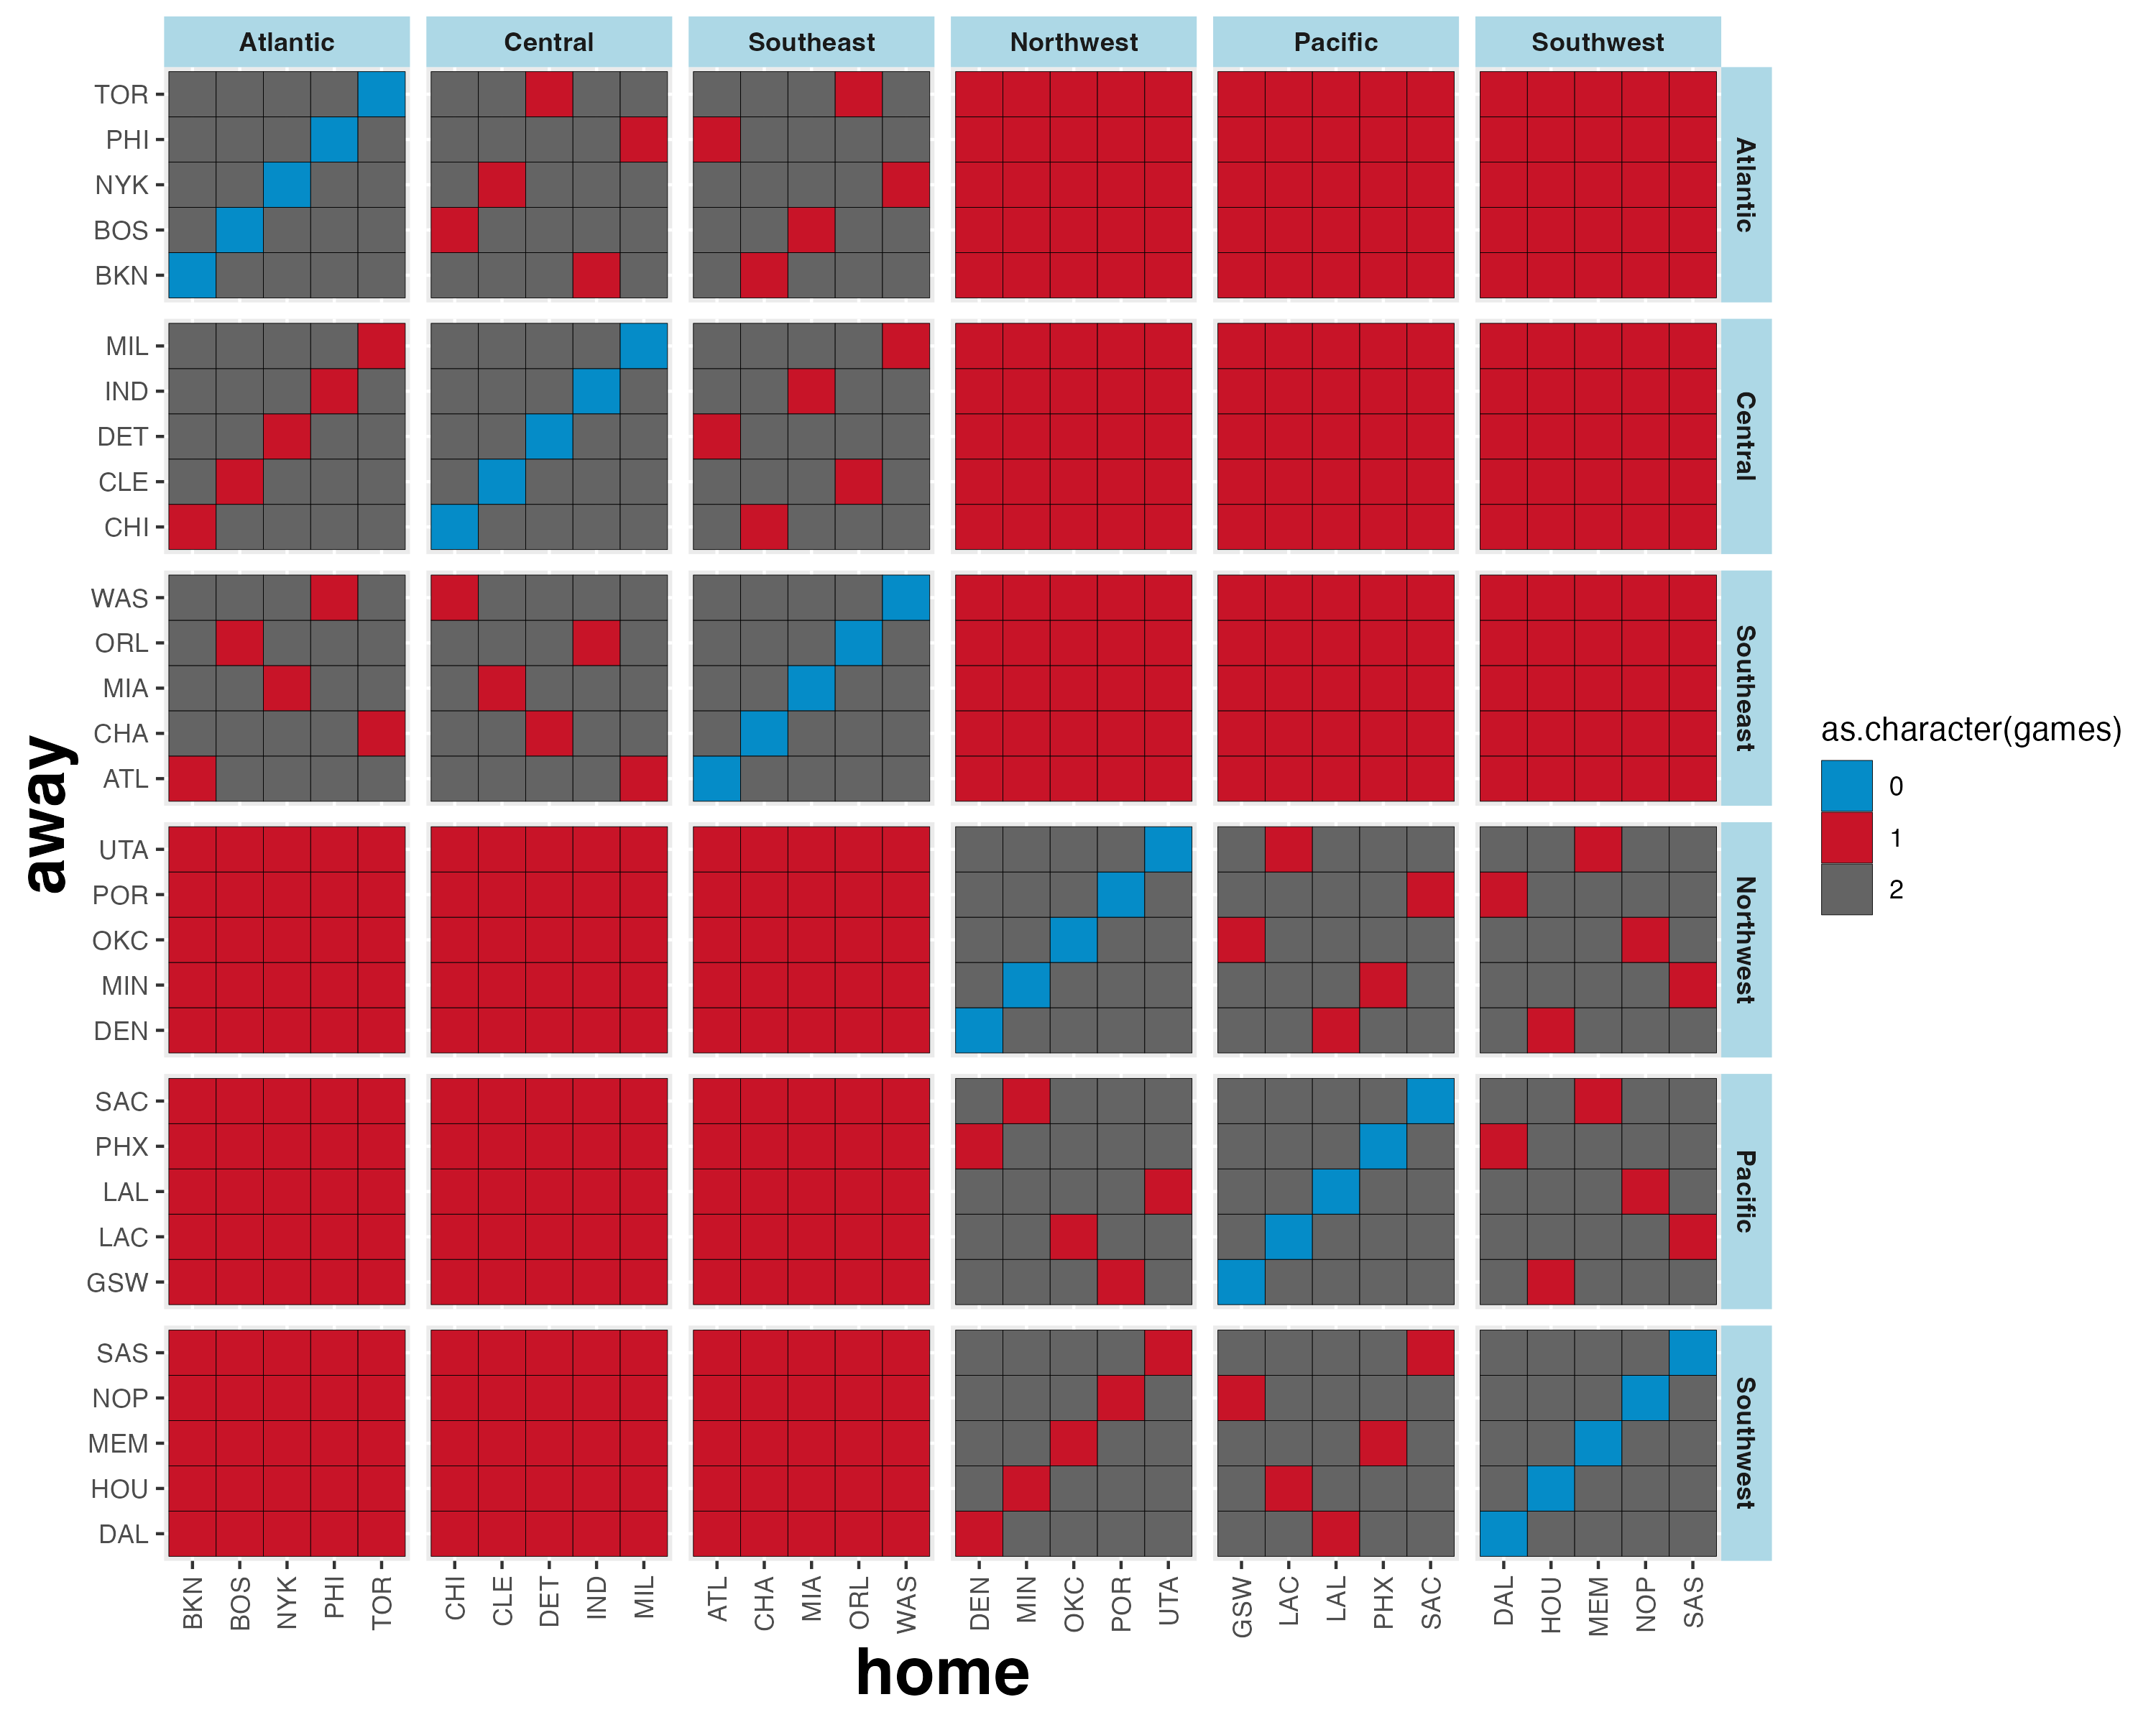 Atlantic Central Southeast Northwest Pacific Southwest
TOR
PHI
NYK
BOS
BKN
Atlantic
MIL
IND
DET
CLE
CHI
Central
WAS
ORL
MIA
CHA
ATL
Southeast
UTA
POR
OKC
MIN
DEN
Northwest
SAC
PHX
LAL
LAC
GSW
Pacific
SAS
NOP
MEM
HOU
DAL
Southwest
BKN BOS NYK PHI TOR CHI CLE DET IND MIL ATL CHA MIA ORL WAS DEN MIN OKC POR UTA GSW LAC LAL PHX SAC DAL HOU MEM NOP SAS
home
away
as.character(games)
0
1
2